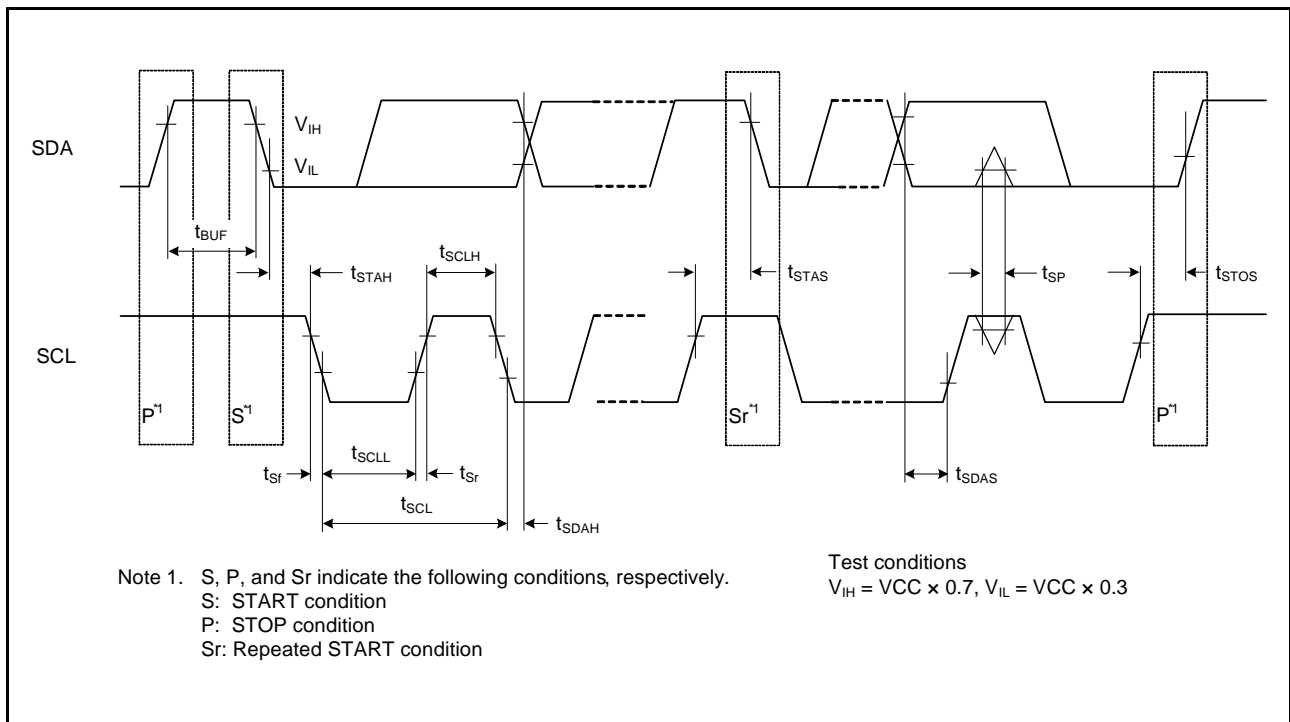 SDA
V_IH
V_IL
t_BUF
t_STAH
t_SCLH
t_STAS
t_SP
t_STOS
SCL
P*1
S*1
Sr*1
P*1
t_Sf
t_SCLL
t_Sr
t_SDAS
t_SCL
t_SDAH
Note 1. S, P, and Sr indicate the following conditions, respectively.
S: START condition
P: STOP condition
Sr: Repeated START condition
Test conditions
V_IH = VCC × 0.7, V_IL = VCC × 0.3